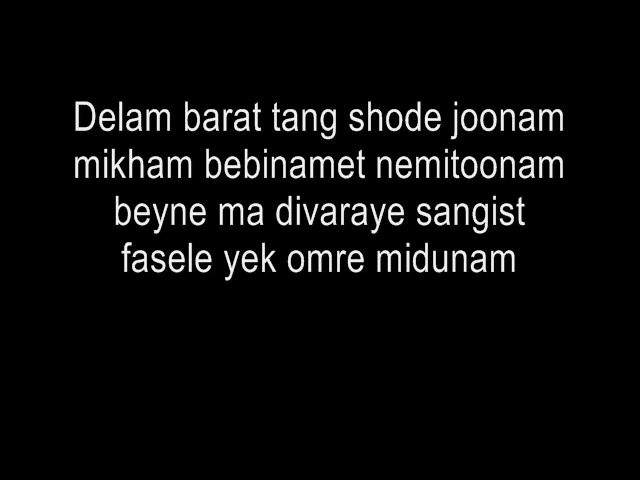 Delam barat tang shode joonam
mikham bebinamet nemitoonam
beyne ma divaraye sangist
fasele yek omre midunam